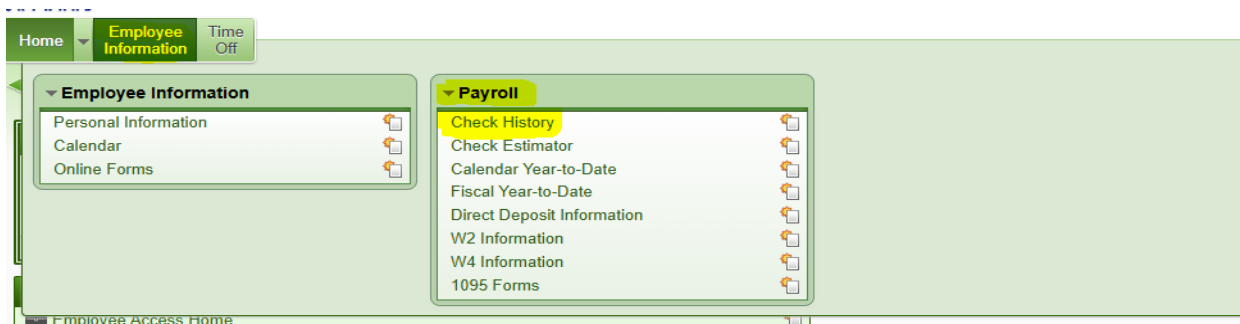 Home
Employee
Information
Time
Off
Employee Information
Personal Information
Calendar
Online Forms
Payroll
Check History
Check Estimator
Calendar Year-to-Date
Fiscal Year-to-Date
Direct Deposit Information
W2 Information
W4 Information
1095 Forms
Employee Access Home